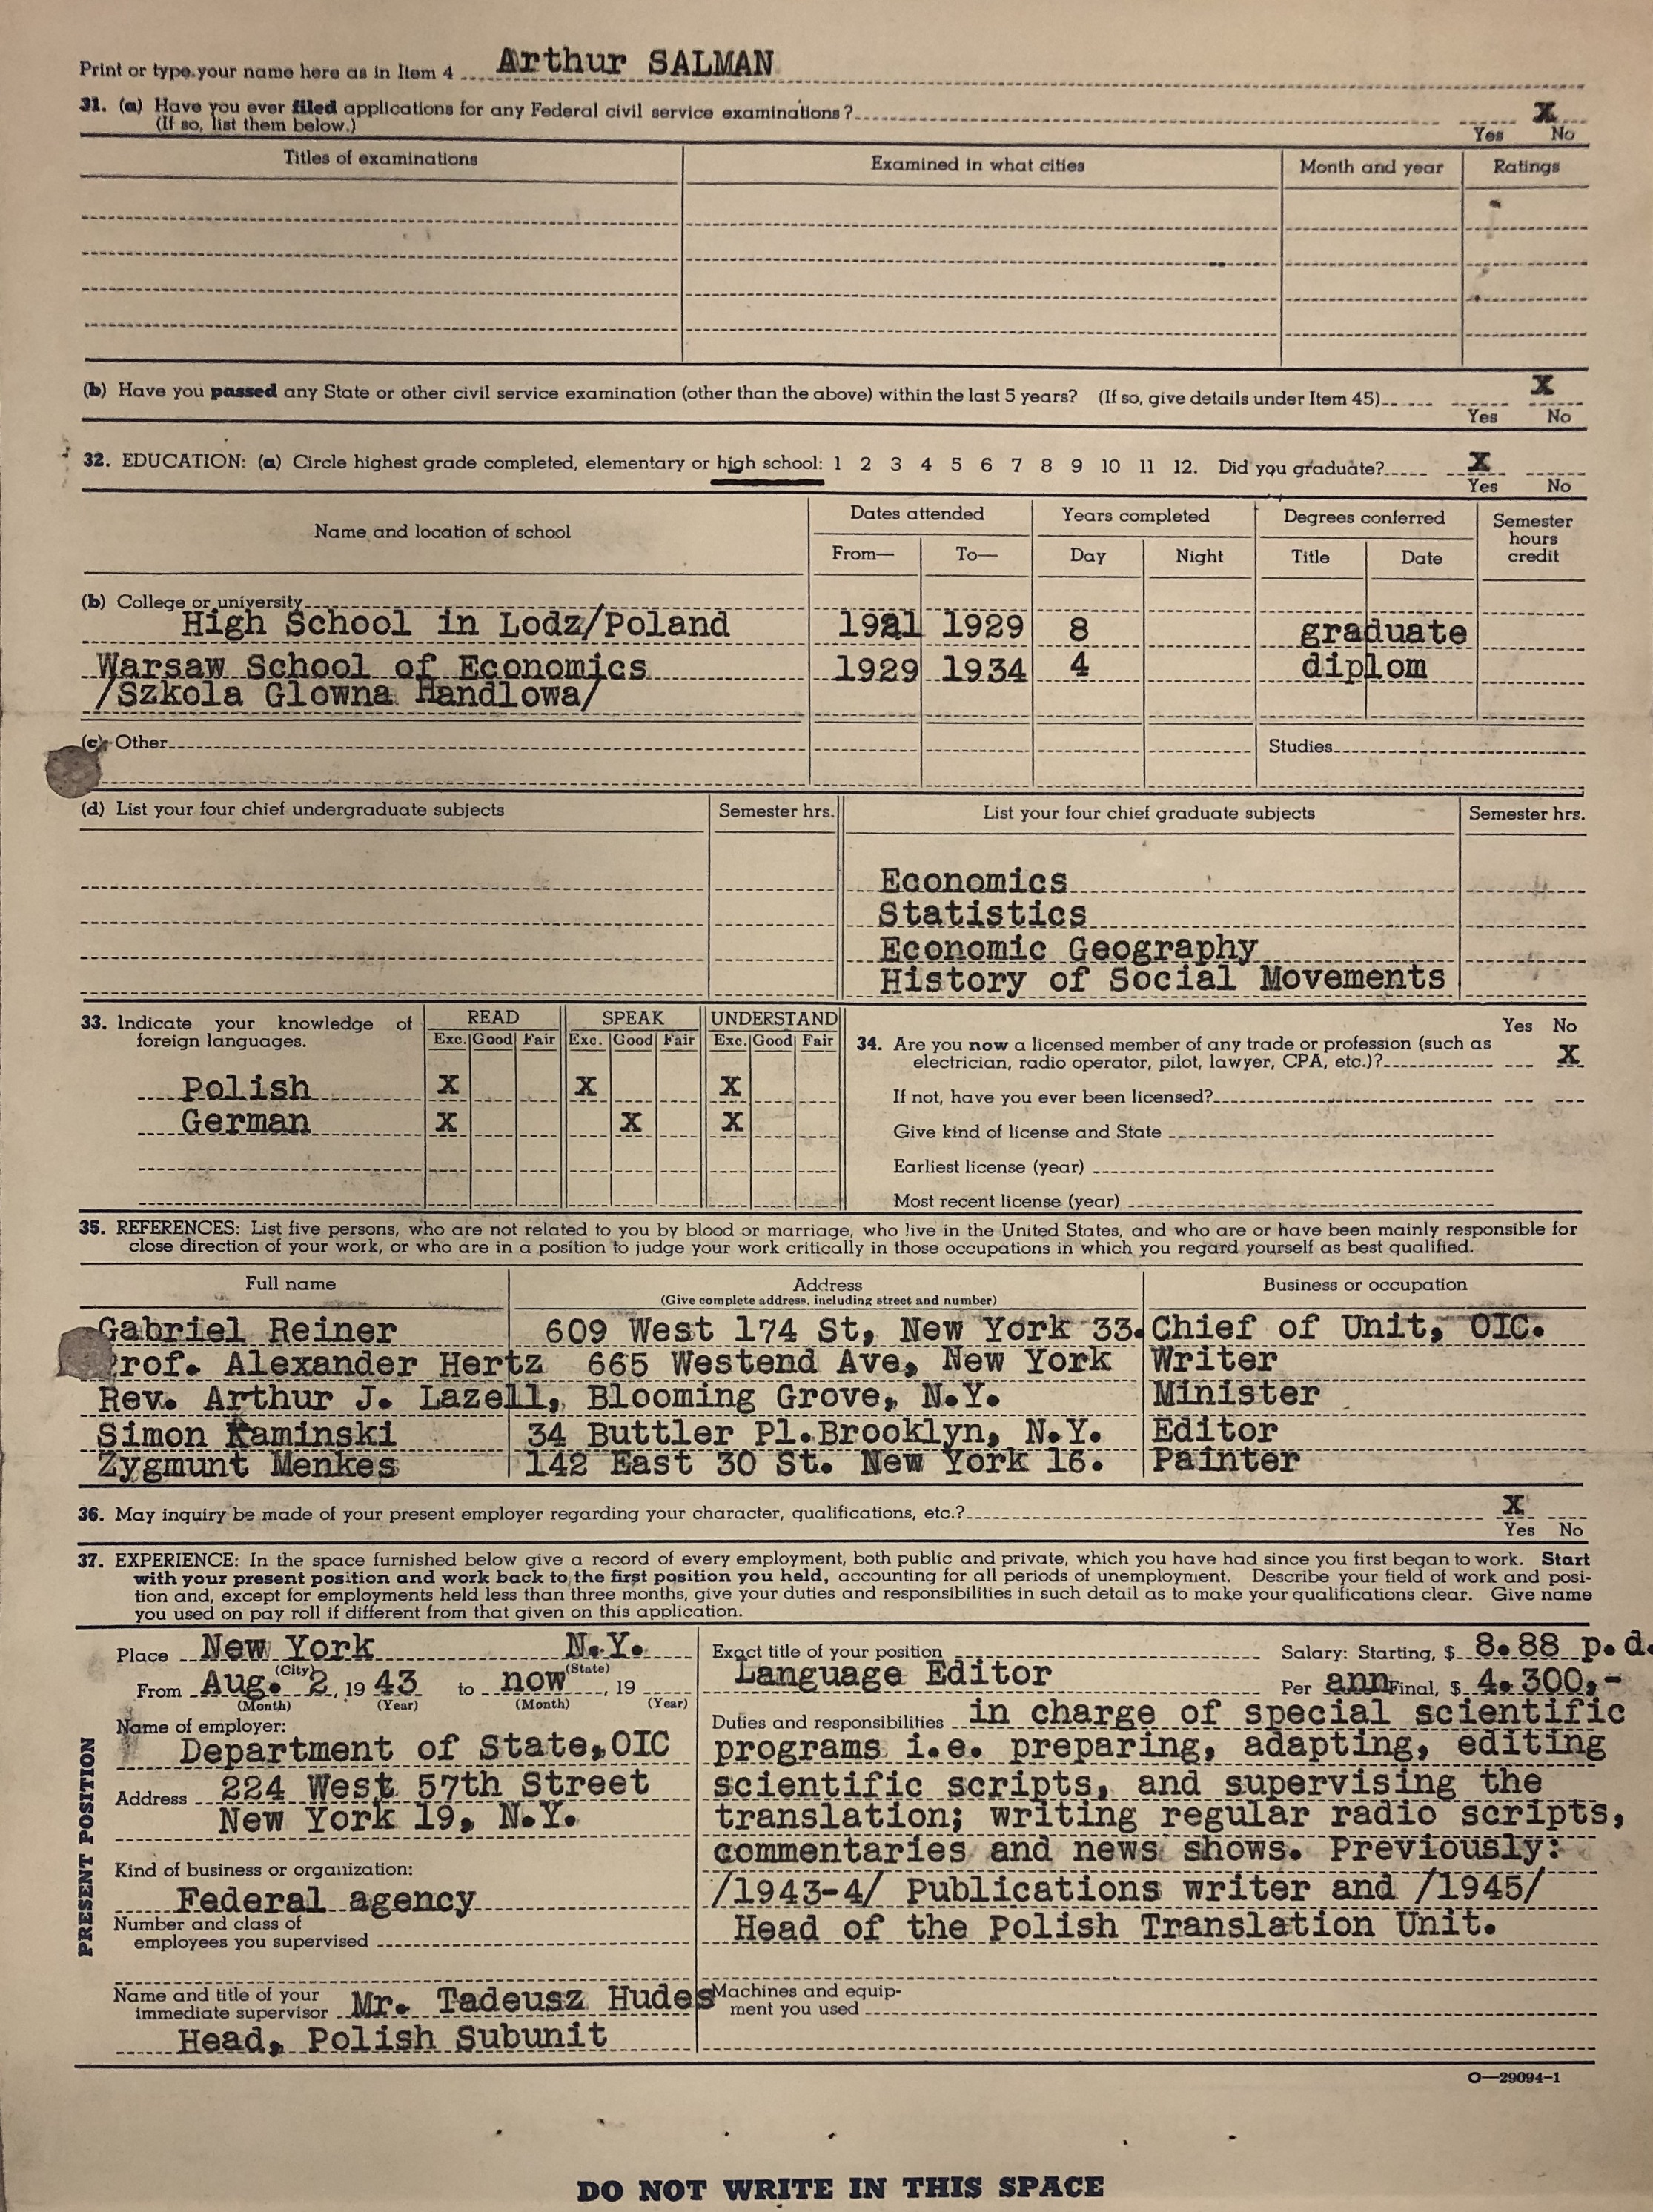 Print or type your name here as in Item 4 Arthur SALMAN
31. (a) Have you ever filed applications for any Federal civil service examinations? X
(If so, list them below.) Yes No
Titles of examinations Examined in what cities Month and year Ratings
(b) Have you passed any State or other civil service examination (other than the above) within the last 5 years? (If so, give details under Item 45) X
Yes No
32. EDUCATION: (a) Circle highest grade completed, elementary or high school: 1 2 3 4 5 6 7 8 9 10 11 12. Did you graduate? X
Yes No
Name and location of school Dates attended Years completed Degrees conferred Semester hours credit
From— To— Day Night Title Date
(b) College or university
High School in Lodz/Poland 1921 1929 8 graduate
Warsaw School of Economics 1929 1934 4 diplom
/Szkola Glowna Handlowa/
(c) Other Studies
(d) List your four chief undergraduate subjects Semester hrs. List your four chief graduate subjects Semester hrs.
Economics
Statistics
Economic Geography
History of Social Movements
33. Indicate your knowledge of foreign languages. READ SPEAK UNDERSTAND
Exc. Good Fair Exc. Good Fair Exc. Good Fair
Polish X X X
German X X X
Yes No
34. Are you now a licensed member of any trade or profession (such as
electrician, radio operator, pilot, lawyer, CPA, etc.)? X
If not, have you ever been licensed?
Give kind of license and State
Earliest license (year)
Most recent license (year)
35. REFERENCES: List five persons, who are not related to you by blood or marriage, who live in the United States, and who are or have been mainly responsible for
close direction of your work, or who are in a position to judge your work critically in those occupations in which you regard yourself as best qualified.
Full name Address Business or occupation
(Give complete address, including street and number)
Gabriel Reiner 609 West 174 St, New York 33. Chief of Unit, OIC.
Prof. Alexander Hertz 665 Westend Ave, New York Writer
Rev. Arthur J. Lazell, Blooming Grove, N.Y. Minister
Simon Kaminski 34 Buttler Pl.Brooklyn, N.Y. Editor
Zygmunt Menkes 142 East 30 St. New York 16. Painter
36. May inquiry be made of your present employer regarding your character, qualifications, etc.? X
Yes No
37. EXPERIENCE: In the space furnished below give a record of every employment, both public and private, which you have had since you first began to work. Start
with your present position and work back to the first position you held, accounting for all periods of unemployment. Describe your field of work and posi-
tion and, except for employments held less than three months, give your duties and responsibilities in such detail as to make your qualifications clear. Give name
you used on pay roll if different from that given on this application.
PRESENT POSITION
Place New York N.Y.
(City) (State)
From Aug. 2, 19 43 to now, 19
(Month) (Year) (Month) (Year)
Name of employer:
Department of State,OIC
Address 224 West 57th Street
New York 19, N.Y.
Kind of business or organization:
Federal agency
Number and class of
employees you supervised
Name and title of your
immediate supervisor Mr. Tadeusz Hudes
Head, Polish Subunit
Exact title of your position Salary: Starting, $ 8.88 p.d.
Language Editor Per ann Final, $ 4.300,-
Duties and responsibilities in charge of special scientific
programs i.e. preparing, adapting, editing
scientific scripts, and supervising the
translation; writing regular radio scripts,
commentaries and news shows. Previously:
/1943-4/ Publications writer and /1945/
Head of the Polish Translation Unit.
Machines and equip-
ment you used
O—29094-1
DO NOT WRITE IN THIS SPACE